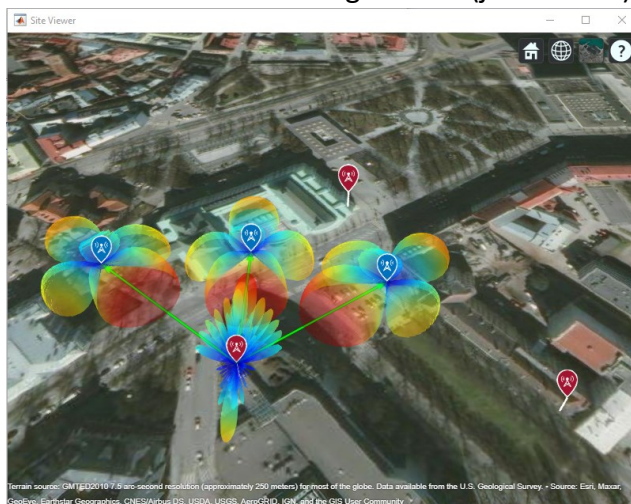 Site Viewer
?
Terrain source: GMTED2010 7.5 arc-second resolution (approximately 250 meters) for most of the globe. Data available from the U.S. Geological Survey. • Source: Esri, Maxar,
GeoEye, Earthstar Geographics, CNES/Airbus DS, USDA, USGS, AeroGRID, IGN, and the GIS User Community